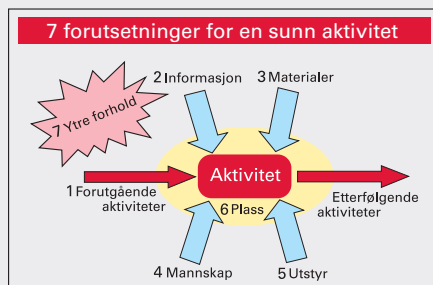 7 forutsetninger for en sunn aktivitet
2 Informasjon
3 Materialer
7 Ytre forhold
Aktivitet
1 Forutgående
aktiviteter
6 Plass
Etterfølgende
aktiviteter
4 Mannskap
5 Utstyr